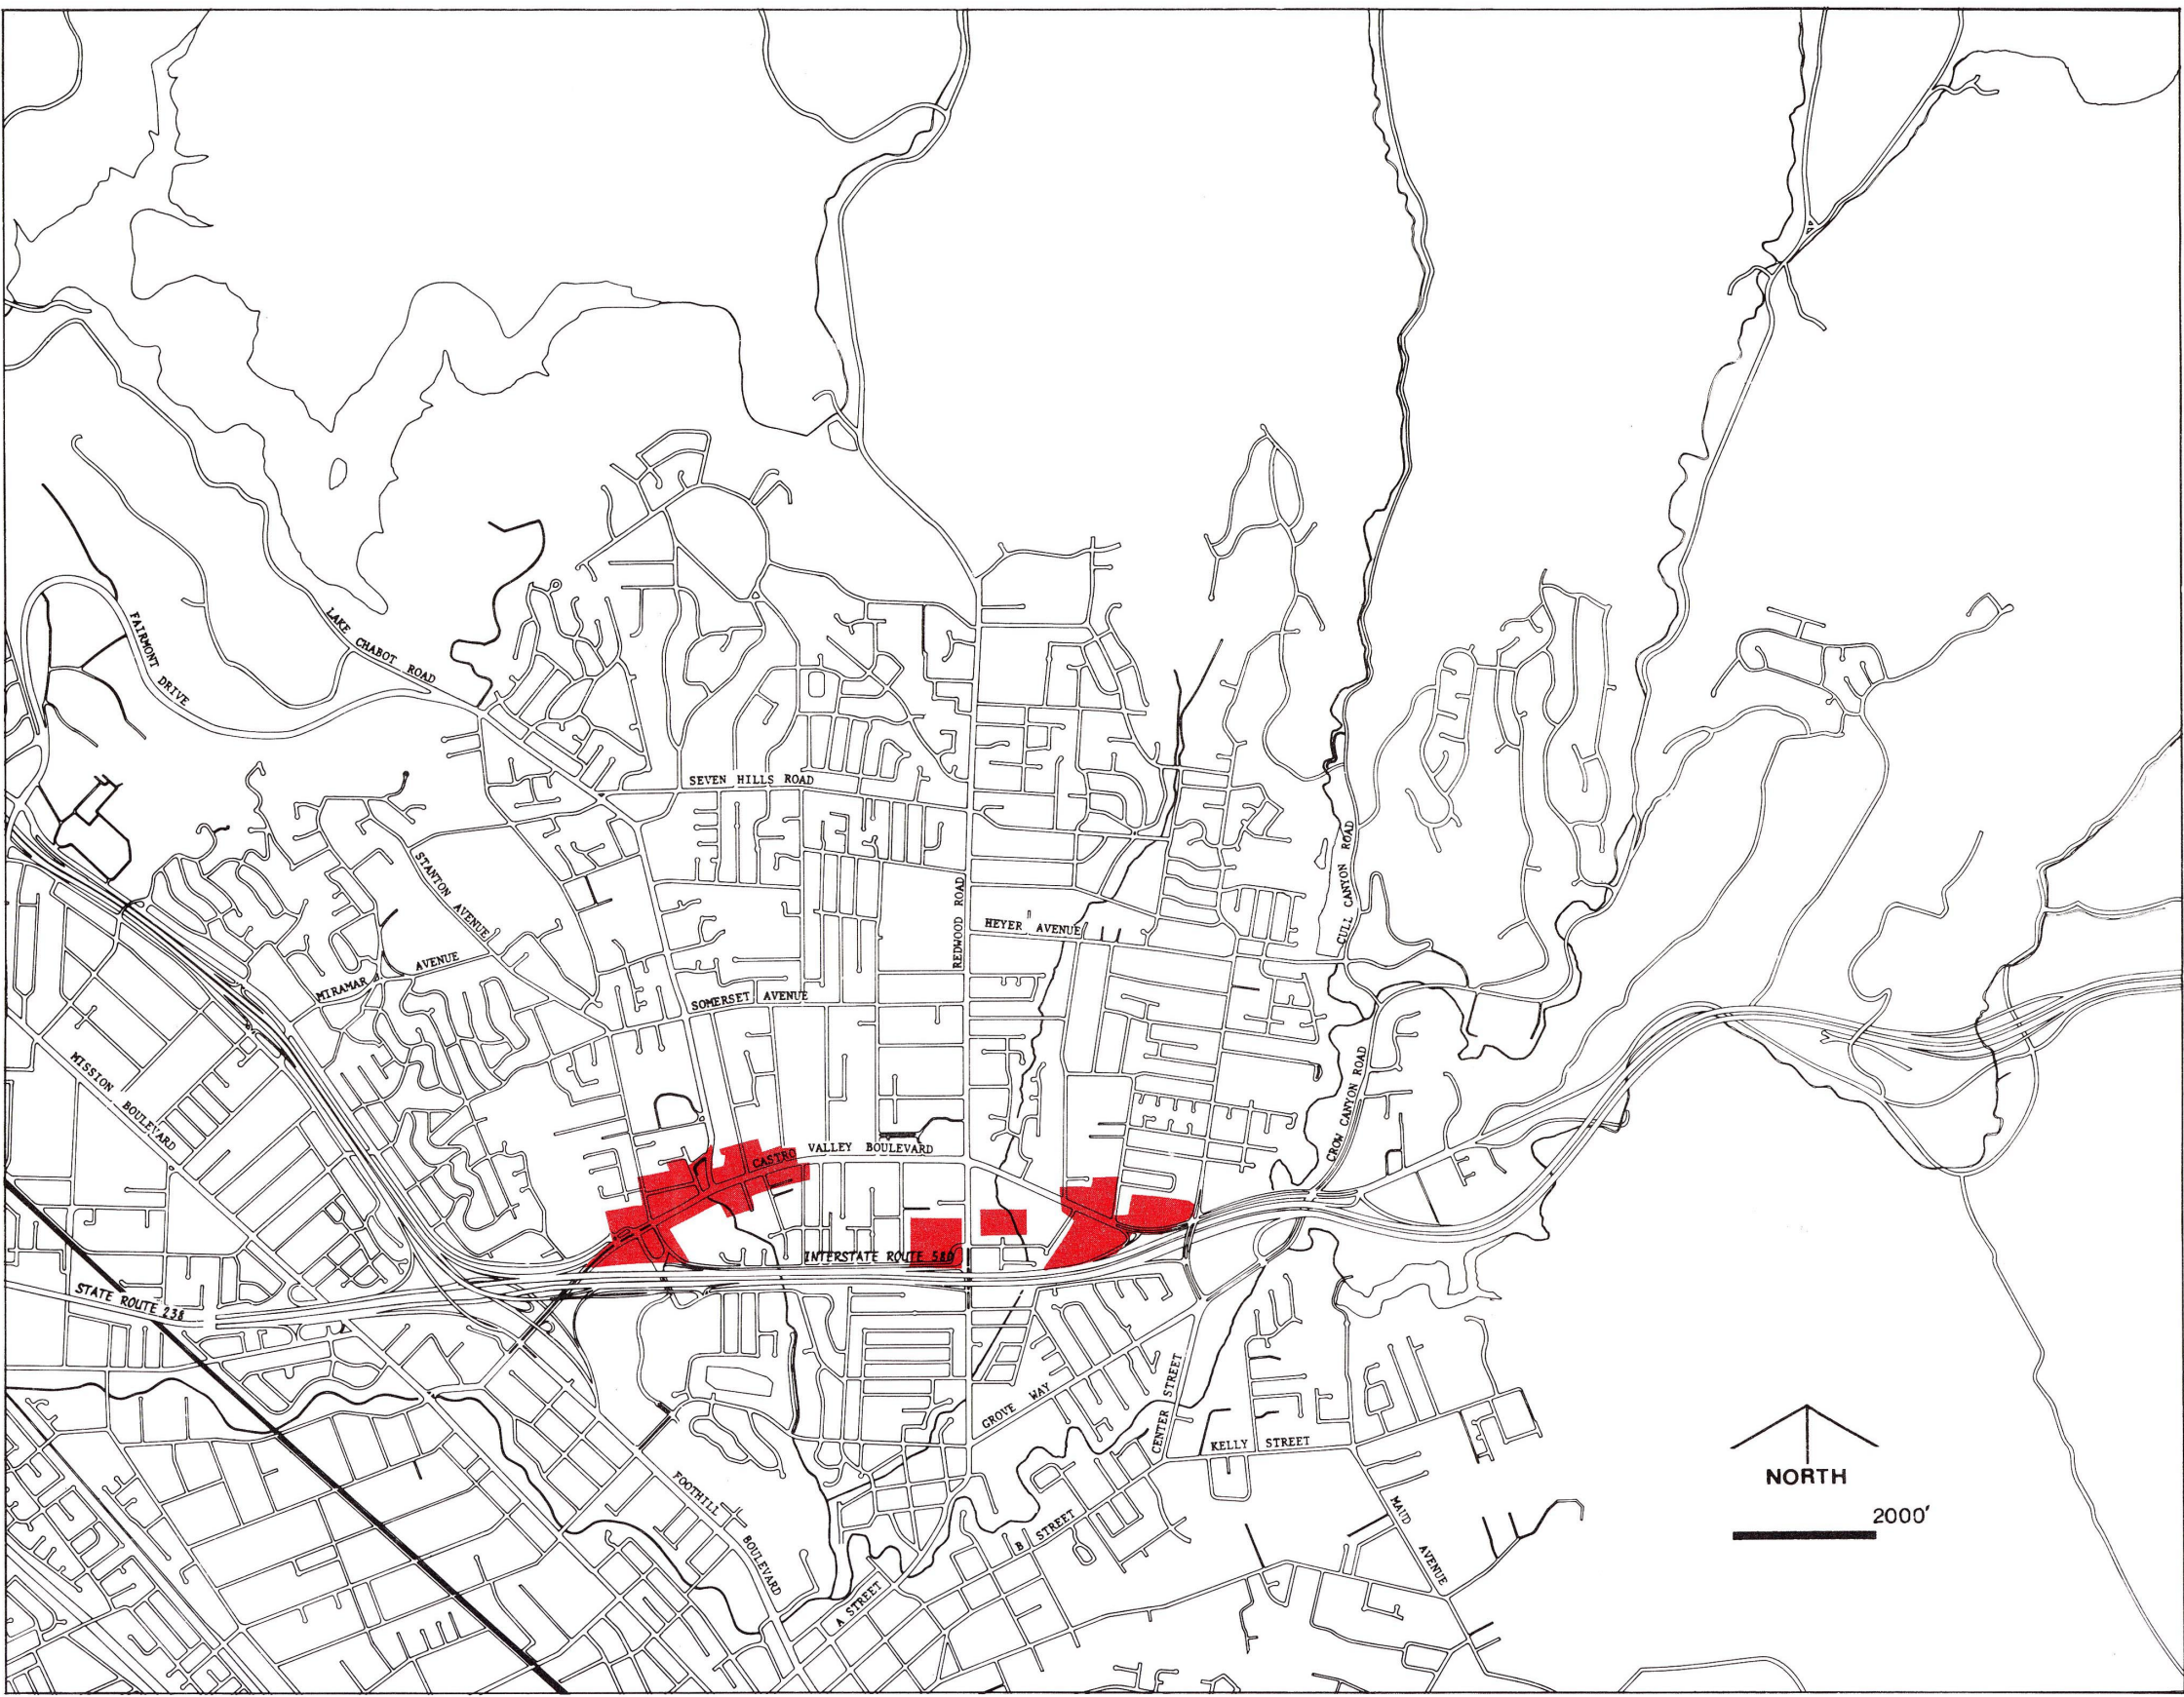 FAIRMONT DRIVE
LAKE CHABOT ROAD
SEVEN HILLS ROAD
STANTON AVENUE
CULL CANYON ROAD
REDWOOD ROAD
HEYER AVENUE
MIRAMAR AVENUE
SOMERSET AVENUE
MISSION BOULEVARD
CROW CANYON ROAD
CASTRO VALLEY BOULEVARD
INTERSTATE ROUTE 580
STATE ROUTE 238
GROVE WAY
CENTER STREET
KELLY STREET
NORTH
2000'
FOOTHILL BOULEVARD
MAUD AVENUE
B STREET
A STREET